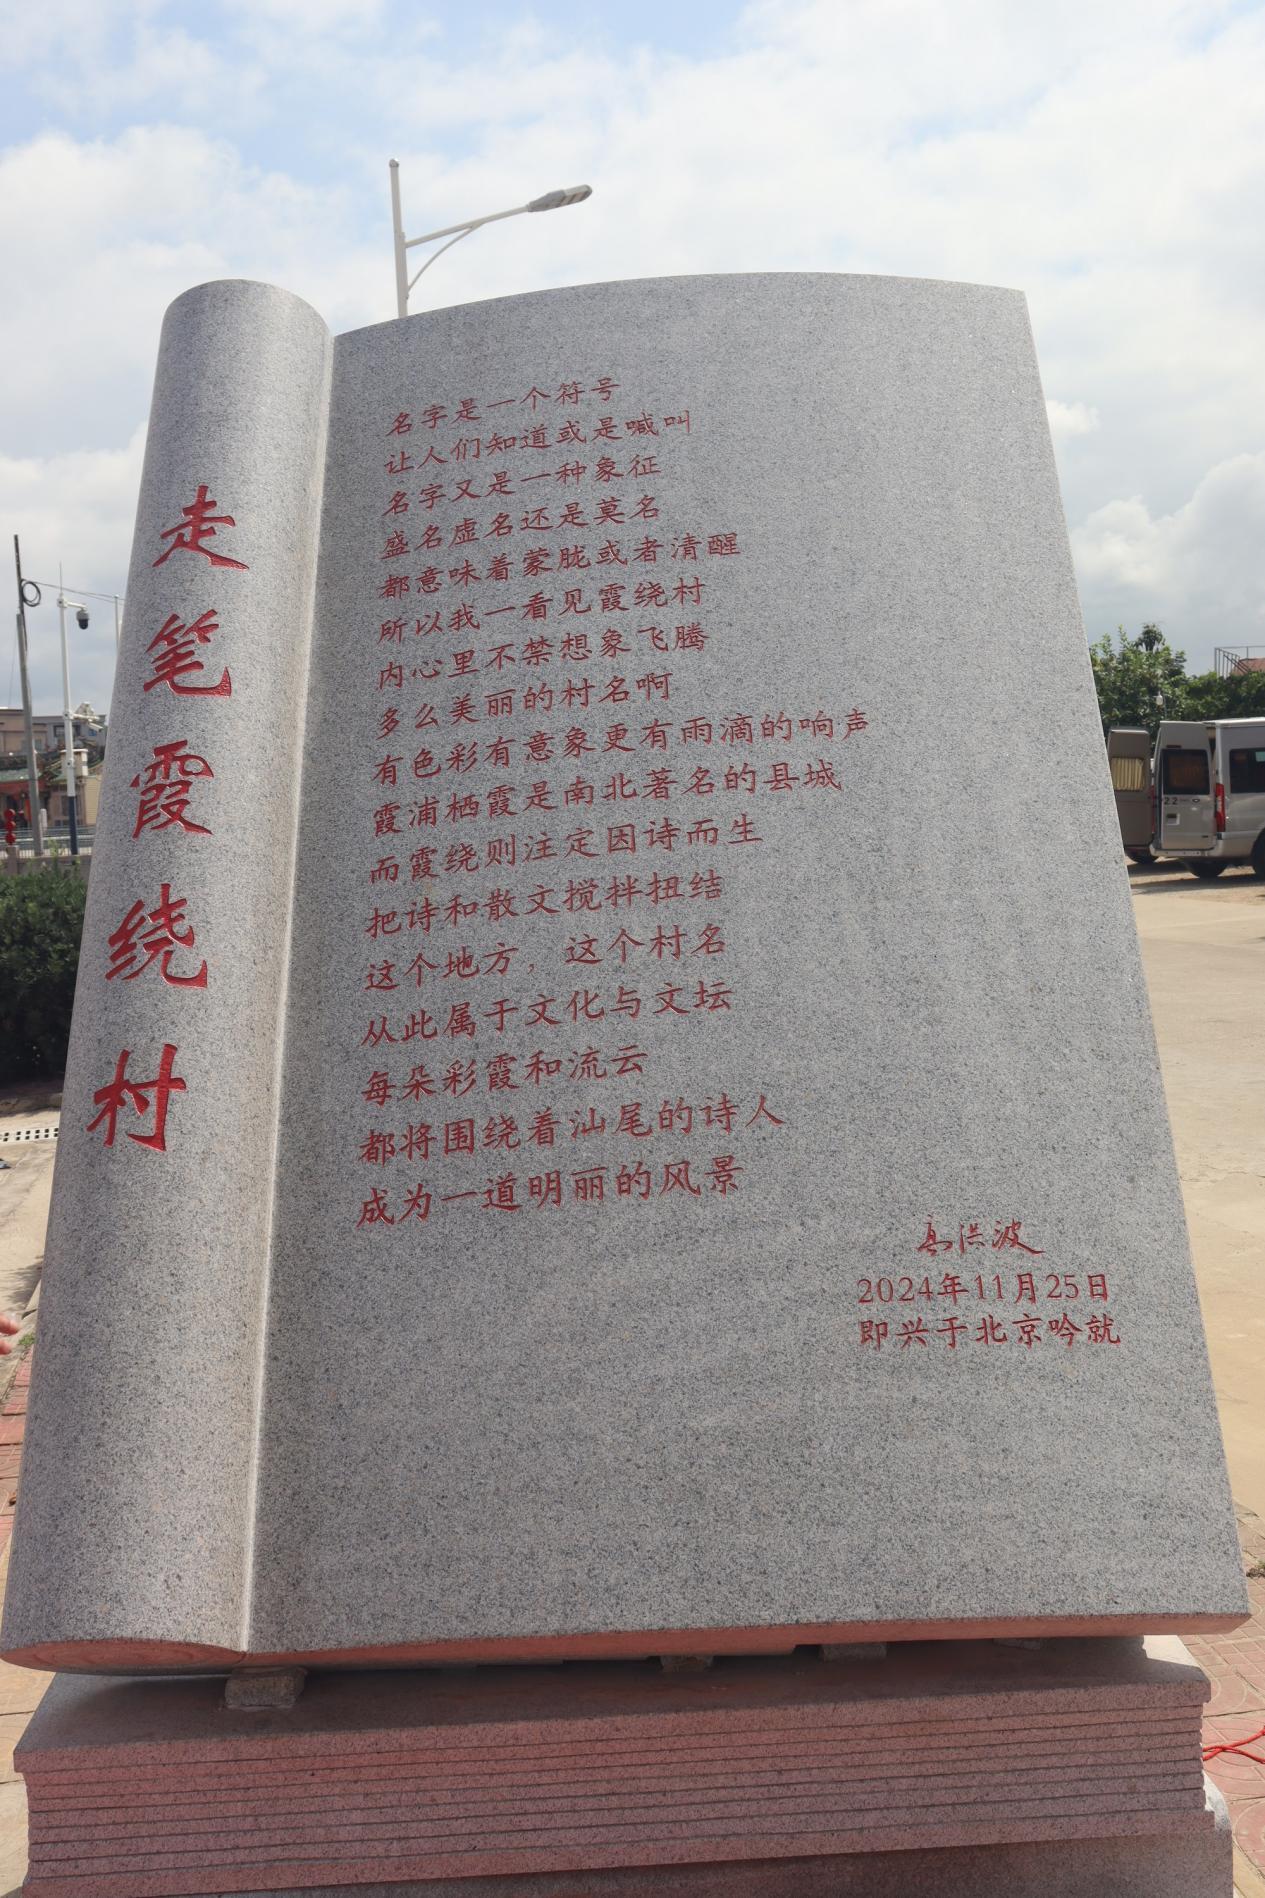 走笔霞绕村
名字是一个符号
让人们知道或是喊叫
名字又是一种象征
盛名虚名还是莫名
都意味着蒙胧或者清醒
所以我一看见霞绕村
内心里不禁想象飞腾
多么美丽的村名啊
有色彩有意象更有雨滴的响声
霞浦栖霞是南北著名的县城
而霞绕则注定因诗而生
把诗和散文搅拌扭结
这个地方，这个村名
从此属于文化与文坛
每朵彩霞和流云
都将围绕着汕尾的诗人
成为一道明丽的风景
高洪波
2024年11月25日
即兴于北京吟就
22